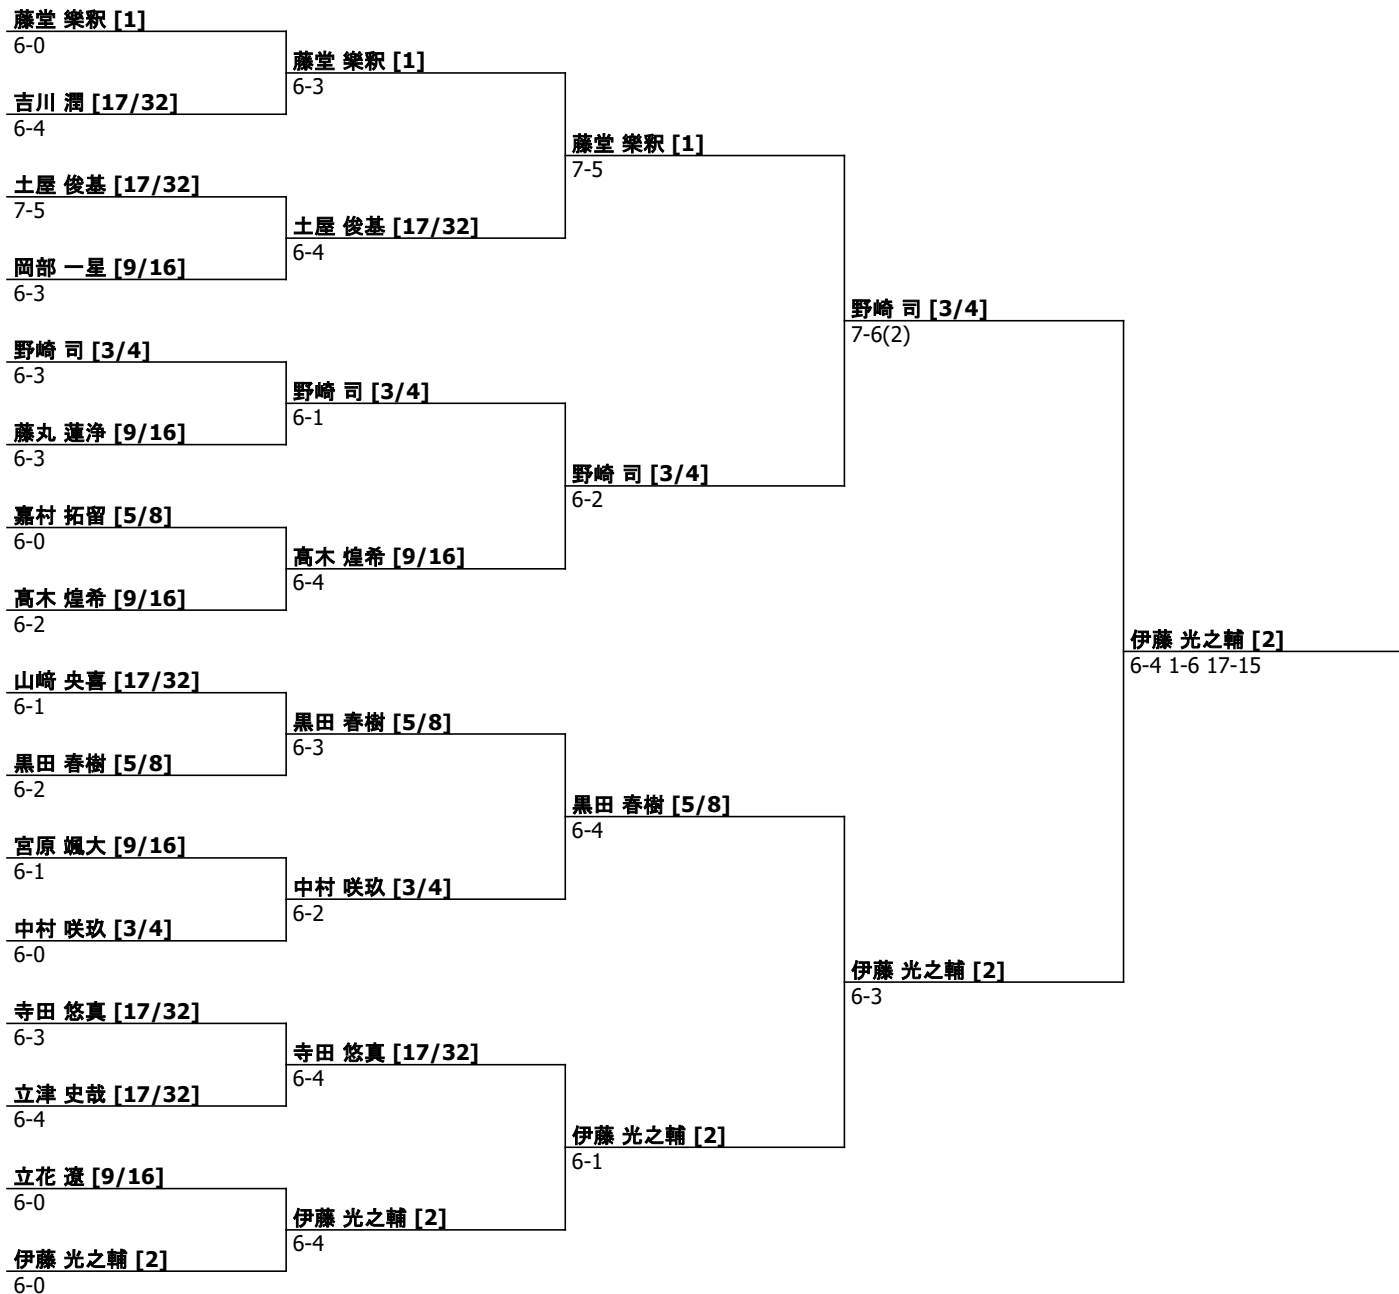 藤堂 樂釈 [1]
6-0
藤堂 樂釈 [1]
6-3
吉川 潤 [17/32]
6-4
藤堂 樂釈 [1]
7-5
土屋 俊基 [17/32]
7-5
土屋 俊基 [17/32]
6-4
岡部 一星 [9/16]
6-3
野崎 司 [3/4]
7-6(2)
野崎 司 [3/4]
6-3
野崎 司 [3/4]
6-1
藤丸 蓮浄 [9/16]
6-3
野崎 司 [3/4]
6-2
嘉村 拓留 [5/8]
6-0
髙木 煌希 [9/16]
6-4
髙木 煌希 [9/16]
6-2
伊藤 光之輔 [2]
6-4 1-6 17-15
山﨑 央喜 [17/32]
6-1
黒田 春樹 [5/8]
6-3
黒田 春樹 [5/8]
6-2
黒田 春樹 [5/8]
6-4
宮原 颯大 [9/16]
6-1
中村 咲玖 [3/4]
6-2
中村 咲玖 [3/4]
6-0
伊藤 光之輔 [2]
6-3
寺田 悠真 [17/32]
6-3
寺田 悠真 [17/32]
6-4
立津 史哉 [17/32]
6-4
伊藤 光之輔 [2]
6-1
立花 遼 [9/16]
6-0
伊藤 光之輔 [2]
6-4
伊藤 光之輔 [2]
6-0